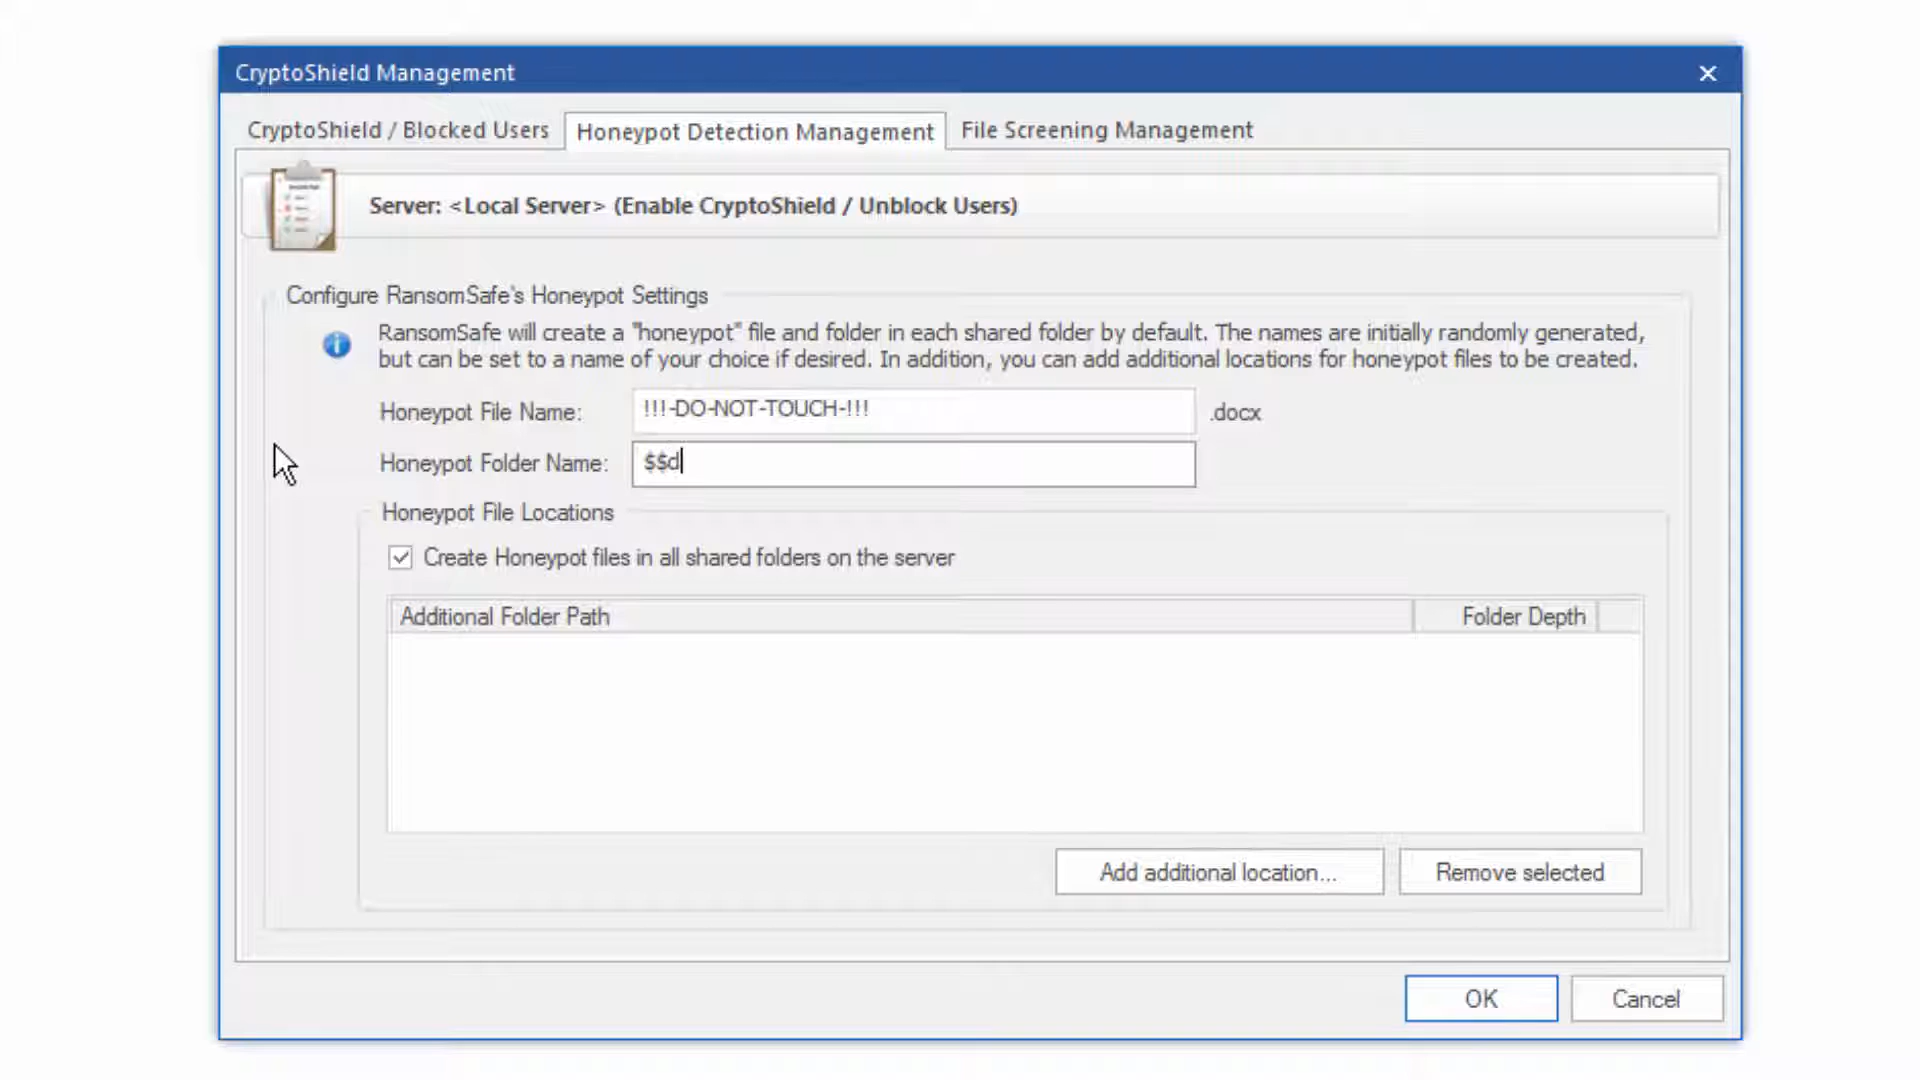 CryptoShield Management
CryptoShield / Blocked Users
Honeypot Detection Management
File Screening Management
Server: <Local Server> (Enable CryptoShield / Unblock Users)
Configure RansomSafe's Honeypot Settings
RansomSafe will create a "honeypot" file and folder in each shared folder by default. The names are initially randomly generated,
but can be set to a name of your choice if desired. In addition, you can add additional locations for honeypot files to be created.
Honeypot File Name: !!!-DO-NOT-TOUCH-!!! .docx
Honeypot Folder Name: $$d
Honeypot File Locations
Create Honeypot files in all shared folders on the server
Additional Folder Path Folder Depth
Add additional location... Remove selected
OK Cancel